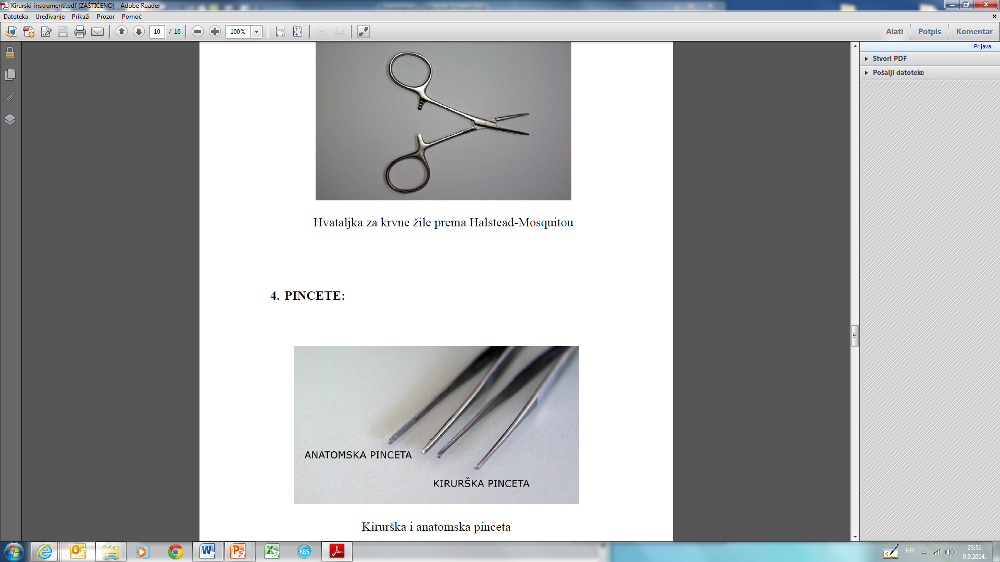 Kirurski-instrumenti.pdf (ZAŠTIĆENO) - Adobe Reader
Datoteka Uređivanje Prikaži Prozor Pomoć
10 / 16 100% Alati Potpis Komentar
Prijava
Stvori PDF
Pošalji datoteke
Hvataljka za krvne žile prema Halstead-Mosquitou
4. PINCETE:
ANATOMSKA PINCETA
KIRURŠKA PINCETA
Kirurška i anatomska pinceta
HR
23:51
9.9.2014.